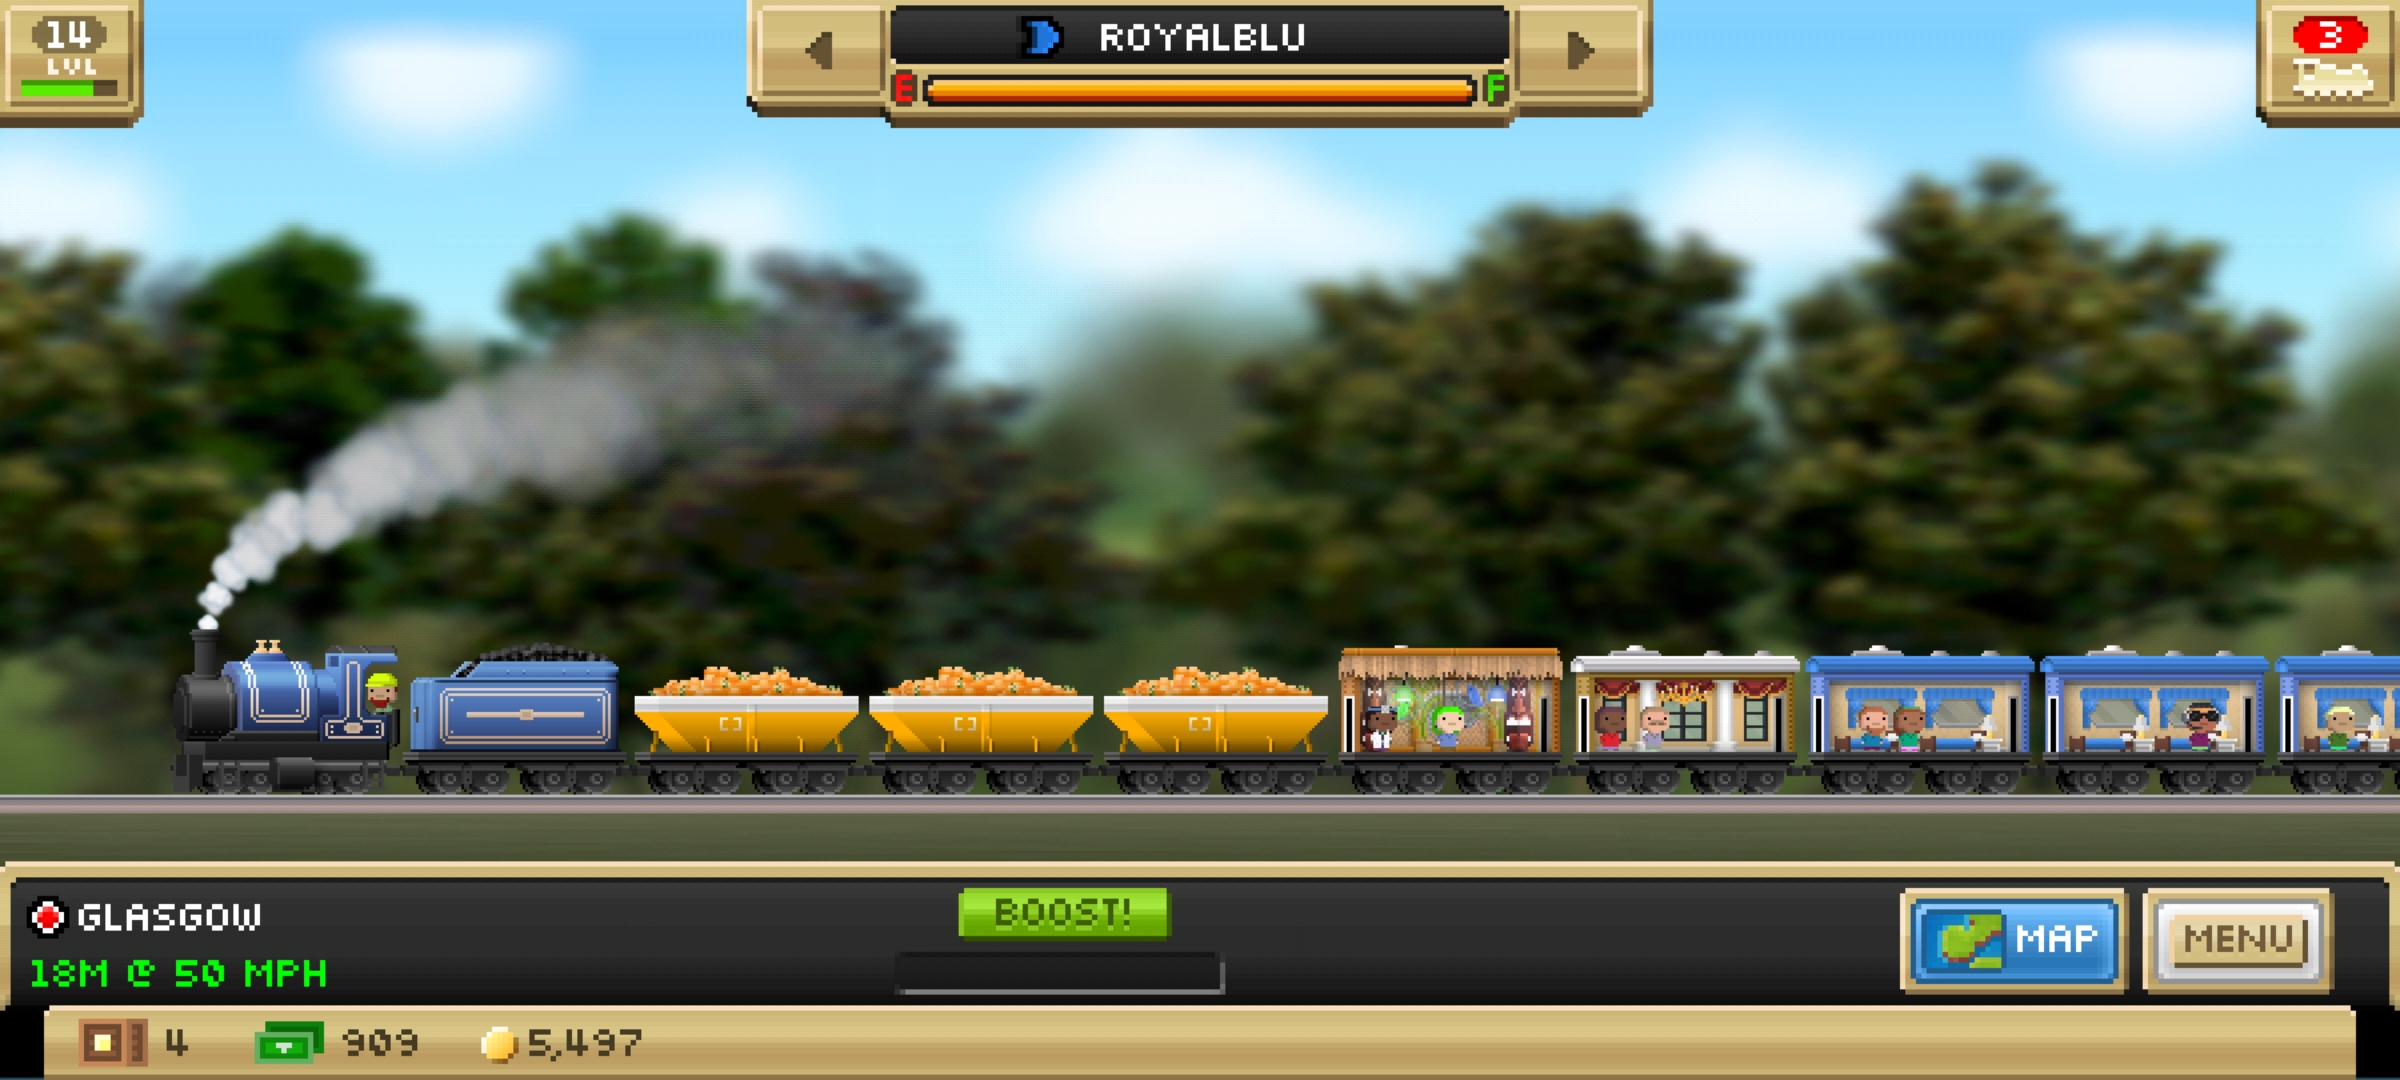 14
LVL
ROYALBLU
E F
3
GLASGOW
18M @ 50 MPH
BOOST!
MAP
MENU
4 909 5,497